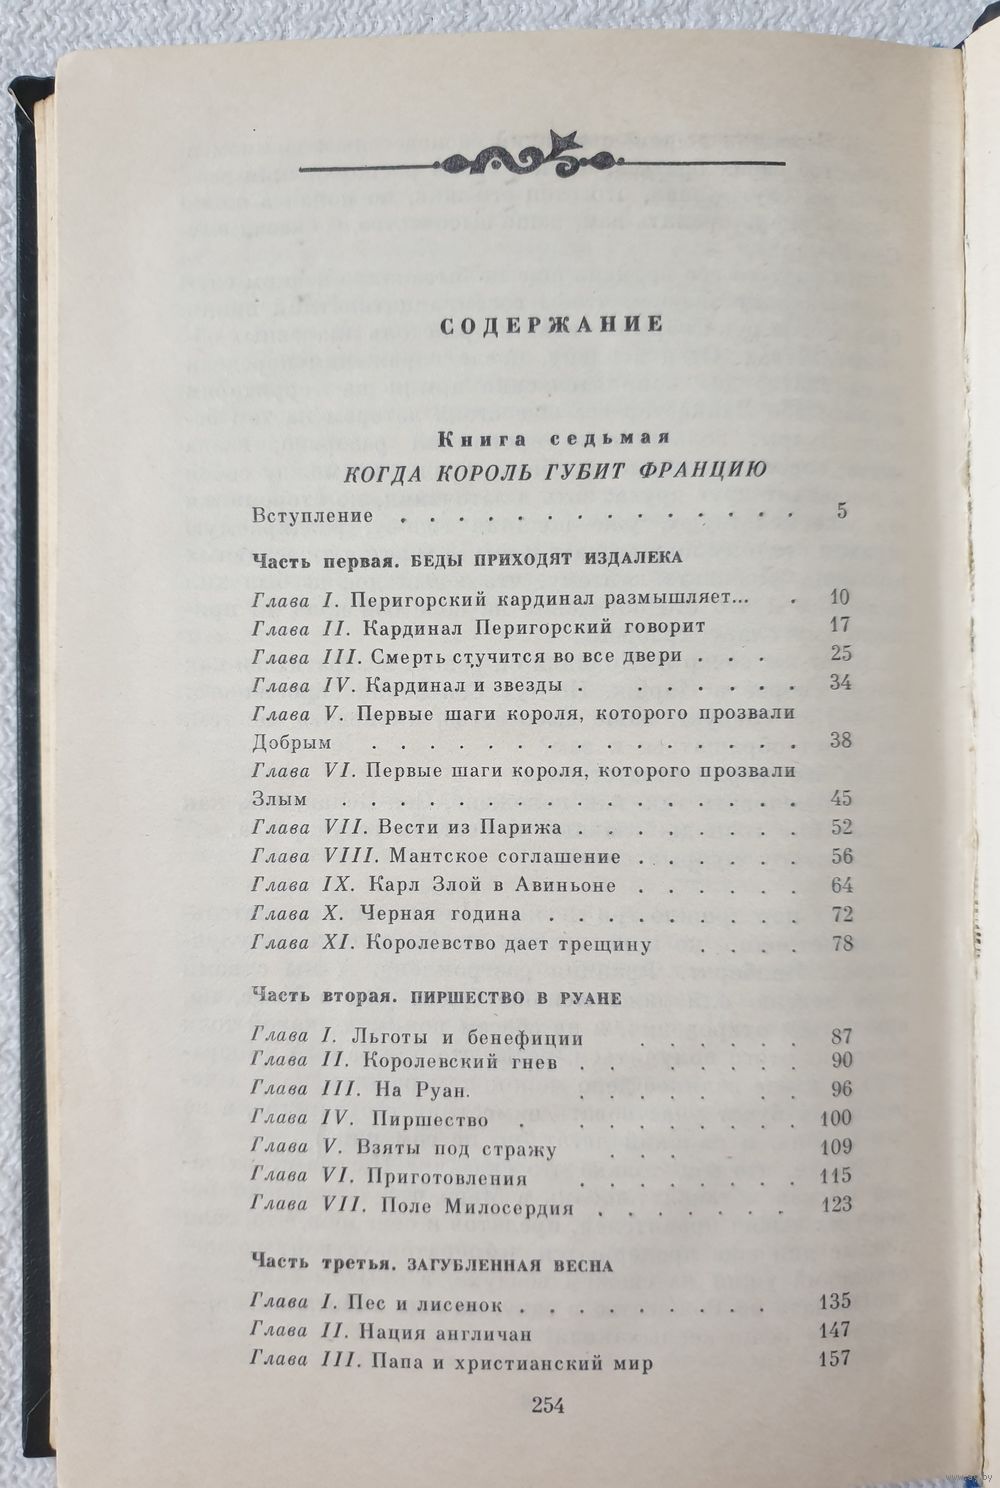 СОДЕРЖАНИЕ
Книга седьмая
КОГДА КОРОЛЬ ГУБИТ ФРАНЦИЮ
Вступление . . . . . . . . . . . . . . 5
Часть первая. БЕДЫ ПРИХОДЯТ ИЗДАЛЕКА
Глава I. Перигорский кардинал размышляет... . 10
Глава II. Кардинал Перигорский говорит 17
Глава III. Смерть стучится во все двери . . . 25
Глава IV. Кардинал и звезды . . . . . . . 34
Глава V. Первые шаги короля, которого прозвали
Добрым . . . . . . . . . . . . . . . 38
Глава VI. Первые шаги короля, которого прозвали
Злым . . . . . . . . . . . . . . . . 45
Глава VII. Вести из Парижа . . . . . . . . 52
Глава VIII. Мантское соглашение . . . . . . 56
Глава IX. Карл Злой в Авиньоне . . . . . . 64
Глава X. Черная година . . . . . . . . . 72
Глава XI. Королевство дает трещину . . . . 78
Часть вторая. ПИРШЕСТВО В РУАНЕ
Глава I. Льготы и бенефиции . . . . . . 87
Глава II. Королевский гнев . . . . . . . 90
Глава III. На Руан. . . . . . . . 96
Глава IV. Пиршество . . . . . . . . . 100
Глава V. Взяты под стражу . . . 109
Глава VI. Приготовления . . . . . . . . 115
Глава VII. Поле Милосердия . . . . . . . 123
Часть третья. ЗАГУБЛЕННАЯ ВЕСНА
Глава I. Пес и лисенок . . . . . . . . . 135
Глава II. Нация англичан 147
Глава III. Папа и христианский мир 157
254